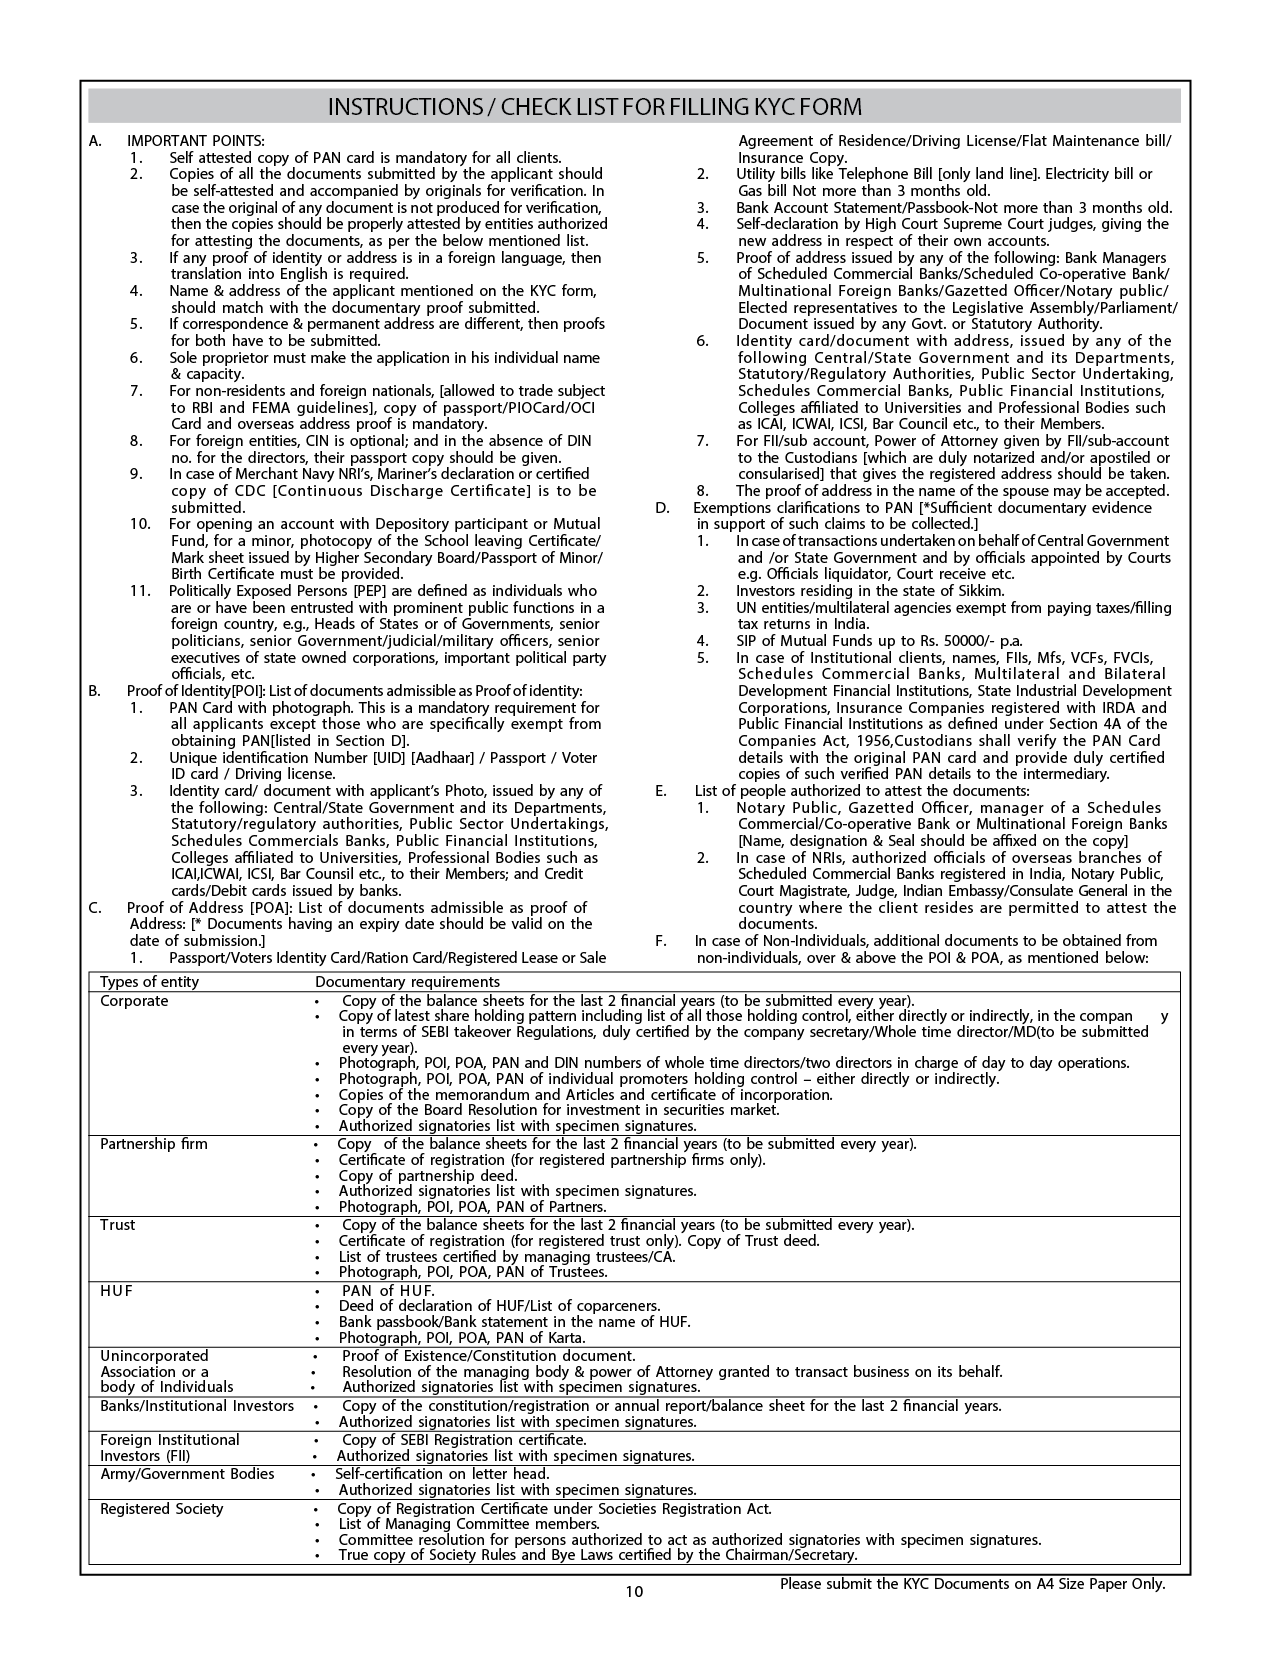 INSTRUCTIONS / CHECK LIST FOR FILLING KYC FORM
A. IMPORTANT POINTS:
1. Self attested copy of PAN card is mandatory for all clients.
2. Copies of all the documents submitted by the applicant should
be self-attested and accompanied by originals for verification. In
case the original of any document is not produced for verification,
then the copies should be properly attested by entities authorized
for attesting the documents, as per the below mentioned list.
3. If any proof of identity or address is in a foreign language, then
translation into English is required.
4. Name & address of the applicant mentioned on the KYC form,
should match with the documentary proof submitted.
5. If correspondence & permanent address are different, then proofs
for both have to be submitted.
6. Sole proprietor must make the application in his individual name
& capacity.
7. For non-residents and foreign nationals, [allowed to trade subject
to RBI and FEMA guidelines], copy of passport/PIOCard/OCI
Card and overseas address proof is mandatory.
8. For foreign entities, CIN is optional; and in the absence of DIN
no. for the directors, their passport copy should be given.
9. In case of Merchant Navy NRI's, Mariner's declaration or certified
copy of CDC [Continuous Discharge Certificate] is to be
submitted.
10. For opening an account with Depository participant or Mutual
Fund, for a minor, photocopy of the School leaving Certificate/
Mark sheet issued by Higher Secondary Board/Passport of Minor/
Birth Certificate must be provided.
11. Politically Exposed Persons [PEP] are defined as individuals who
are or have been entrusted with prominent public functions in a
foreign country, e.g., Heads of States or of Governments, senior
politicians, senior Government/judicial/military officers, senior
executives of state owned corporations, important political party
officials, etc.
B. Proof of Identity[POI]: List of documents admissible as Proof of identity:
1. PAN Card with photograph. This is a mandatory requirement for
all applicants except those who are specifically exempt from
obtaining PAN[listed in Section D].
2. Unique identification Number [UID] [Aadhaar] / Passport / Voter
ID card / Driving license.
3. Identity card/ document with applicant's Photo, issued by any of
the following: Central/State Government and its Departments,
Statutory/regulatory authorities, Public Sector Undertakings,
Schedules Commercials Banks, Public Financial Institutions,
Colleges affiliated to Universities, Professional Bodies such as
ICAI,ICWAI, ICSI, Bar Counsil etc., to their Members; and Credit
cards/Debit cards issued by banks.
C. Proof of Address [POA]: List of documents admissible as proof of
Address: [* Documents having an expiry date should be valid on the
date of submission.]
1. Passport/Voters Identity Card/Ration Card/Registered Lease or Sale
Agreement of Residence/Driving License/Flat Maintenance bill/
Insurance Copy.
2. Utility bills like Telephone Bill [only land line]. Electricity bill or
Gas bill Not more than 3 months old.
3. Bank Account Statement/Passbook-Not more than 3 months old.
4. Self-declaration by High Court Supreme Court judges, giving the
new address in respect of their own accounts.
5. Proof of address issued by any of the following: Bank Managers
of Scheduled Commercial Banks/Scheduled Co-operative Bank/
Multinational Foreign Banks/Gazetted Officer/Notary public/
Elected representatives to the Legislative Assembly/Parliament/
Document issued by any Govt. or Statutory Authority.
6. Identity card/document with address, issued by any of the
following Central/State Government and its Departments,
Statutory/Regulatory Authorities, Public Sector Undertaking,
Schedules Commercial Banks, Public Financial Institutions,
Colleges affiliated to Universities and Professional Bodies such
as ICAI, ICWAI, ICSI, Bar Council etc., to their Members.
7. For FII/sub account, Power of Attorney given by FII/sub-account
to the Custodians [which are duly notarized and/or apostiled or
consularised] that gives the registered address should be taken.
8. The proof of address in the name of the spouse may be accepted.
D. Exemptions clarifications to PAN [*Sufficient documentary evidence
in support of such claims to be collected.]
1. In case of transactions undertaken on behalf of Central Government
and /or State Government and by officials appointed by Courts
e.g. Officials liquidator, Court receive etc.
2. Investors residing in the state of Sikkim.
3. UN entities/multilateral agencies exempt from paying taxes/filling
tax returns in India.
4. SIP of Mutual Funds up to Rs. 50000/- p.a.
5. In case of Institutional clients, names, FIIs, Mfs, VCFs, FVCIs,
Schedules Commercial Banks, Multilateral and Bilateral
Development Financial Institutions, State Industrial Development
Corporations, Insurance Companies registered with IRDA and
Public Financial Institutions as defined under Section 4A of the
Companies Act, 1956,Custodians shall verify the PAN Card
details with the original PAN card and provide duly certified
copies of such verified PAN details to the intermediary.
E. List of people authorized to attest the documents:
1. Notary Public, Gazetted Officer, manager of a Schedules
Commercial/Co-operative Bank or Multinational Foreign Banks
[Name, designation & Seal should be affixed on the copy]
2. In case of NRIs, authorized officials of overseas branches of
Scheduled Commercial Banks registered in India, Notary Public,
Court Magistrate, Judge, Indian Embassy/Consulate General in the
country where the client resides are permitted to attest the
documents.
F. In case of Non-Individuals, additional documents to be obtained from
non-individuals, over & above the POI & POA, as mentioned below:
Types of entity Documentary requirements
Corporate • Copy of the balance sheets for the last 2 financial years (to be submitted every year).
• Copy of latest share holding pattern including list of all those holding control, either directly or indirectly, in the compan y
in terms of SEBI takeover Regulations, duly certified by the company secretary/Whole time director/MD(to be submitted
every year).
• Photograph, POI, POA, PAN and DIN numbers of whole time directors/two directors in charge of day to day operations.
• Photograph, POI, POA, PAN of individual promoters holding control – either directly or indirectly.
• Copies of the memorandum and Articles and certificate of incorporation.
• Copy of the Board Resolution for investment in securities market.
• Authorized signatories list with specimen signatures.
Partnership firm • Copy of the balance sheets for the last 2 financial years (to be submitted every year).
• Certificate of registration (for registered partnership firms only).
• Copy of partnership deed.
• Authorized signatories list with specimen signatures.
• Photograph, POI, POA, PAN of Partners.
Trust • Copy of the balance sheets for the last 2 financial years (to be submitted every year).
• Certificate of registration (for registered trust only). Copy of Trust deed.
• List of trustees certified by managing trustees/CA.
• Photograph, POI, POA, PAN of Trustees.
HUF • PAN of HUF.
• Deed of declaration of HUF/List of coparceners.
• Bank passbook/Bank statement in the name of HUF.
• Photograph, POI, POA, PAN of Karta.
Unincorporated • Proof of Existence/Constitution document.
Association or a • Resolution of the managing body & power of Attorney granted to transact business on its behalf.
body of Individuals • Authorized signatories list with specimen signatures.
Banks/Institutional Investors • Copy of the constitution/registration or annual report/balance sheet for the last 2 financial years.
• Authorized signatories list with specimen signatures.
Foreign Institutional • Copy of SEBI Registration certificate.
Investors (FII) • Authorized signatories list with specimen signatures.
Army/Government Bodies • Self-certification on letter head.
• Authorized signatories list with specimen signatures.
Registered Society • Copy of Registration Certificate under Societies Registration Act.
• List of Managing Committee members.
• Committee resolution for persons authorized to act as authorized signatories with specimen signatures.
• True copy of Society Rules and Bye Laws certified by the Chairman/Secretary.
Please submit the KYC Documents on A4 Size Paper Only.
10